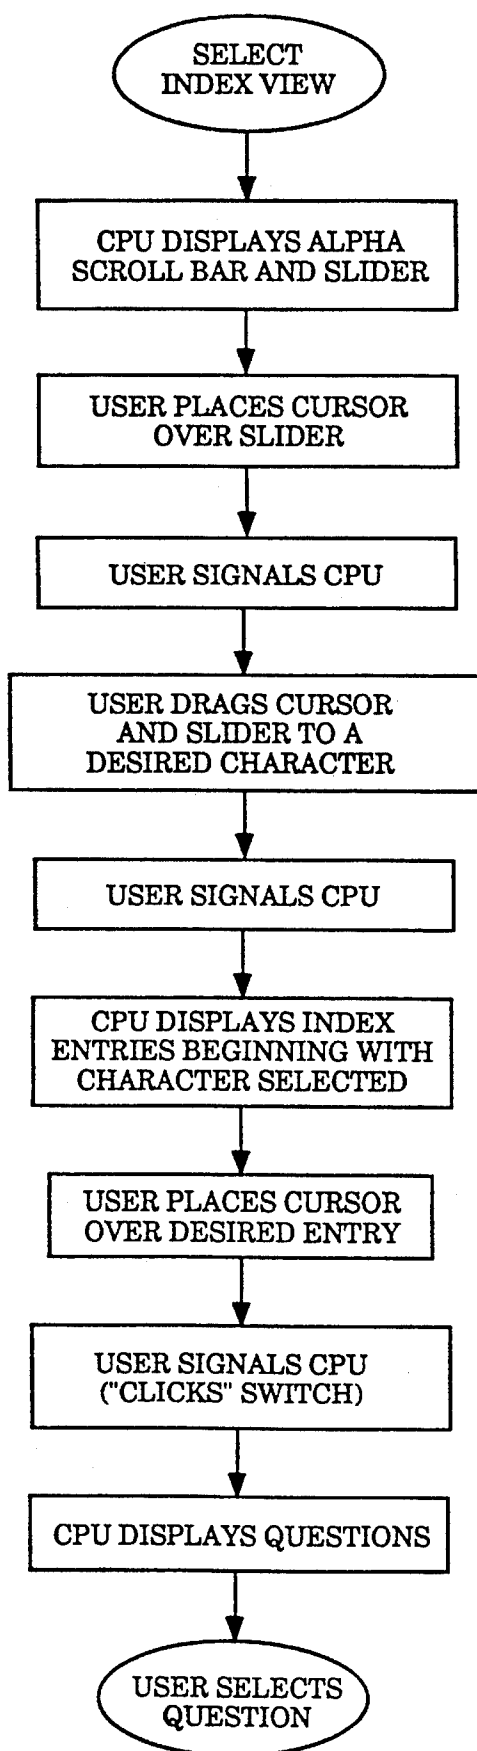 SELECT
INDEX VIEW
CPU DISPLAYS ALPHA
SCROLL BAR AND SLIDER
USER PLACES CURSOR
OVER SLIDER
USER SIGNALS CPU
USER DRAGS CURSOR
AND SLIDER TO A
DESIRED CHARACTER
USER SIGNALS CPU
CPU DISPLAYS INDEX
ENTRIES BEGINNING WITH
CHARACTER SELECTED
USER PLACES CURSOR
OVER DESIRED ENTRY
USER SIGNALS CPU
("CLICKS" SWITCH)
CPU DISPLAYS QUESTIONS
USER SELECTS
QUESTION